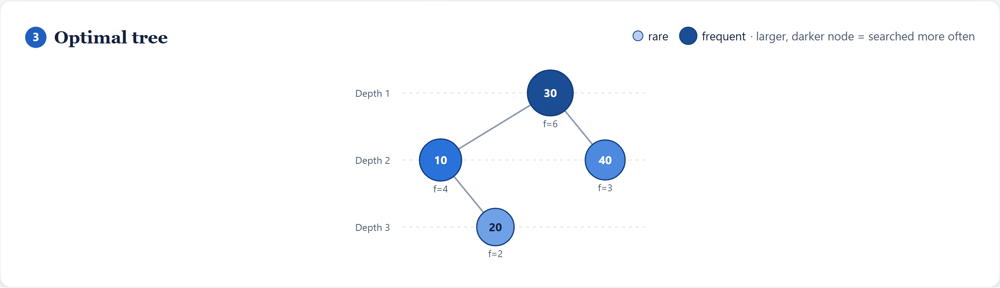 3 Optimal tree
rare frequent · larger, darker node = searched more often
Depth 1
30
f=6
Depth 2
10
40
f=4
f=3
Depth 3
20
f=2